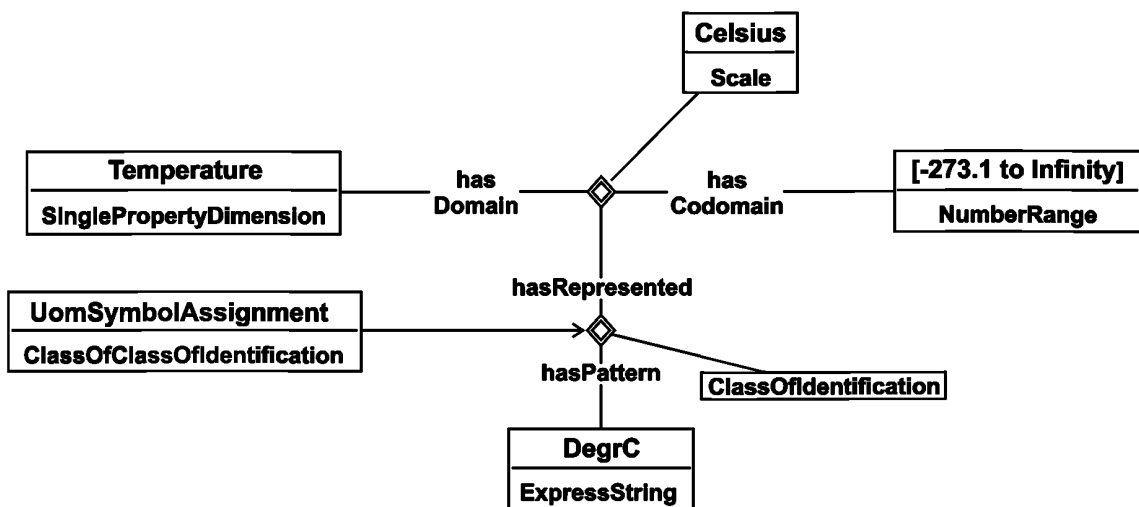 Celsius
Scale
Temperature
SinglePropertyDimension
has
Domain
has
Codomain
[-273.1 to Infinity]
NumberRange
hasRepresented
UomSymbolAssignment
ClassOfClassOfIdentification
hasPattern
ClassOfIdentification
DegrC
ExpressString